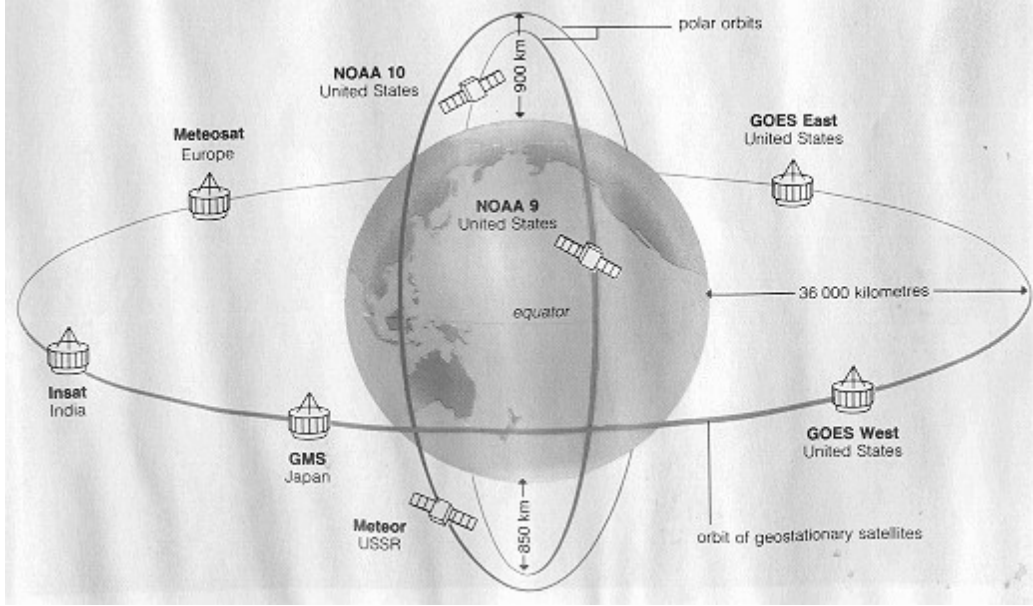 polar orbits
900 km
NOAA 10
United States
Meteosat
Europe
GOES East
United States
NOAA 9
United States
36 000 kilometres
equator
Insat
India
GMS
Japan
GOES West
United States
Meteor
USSR
850 km
orbit of geostationary satellites